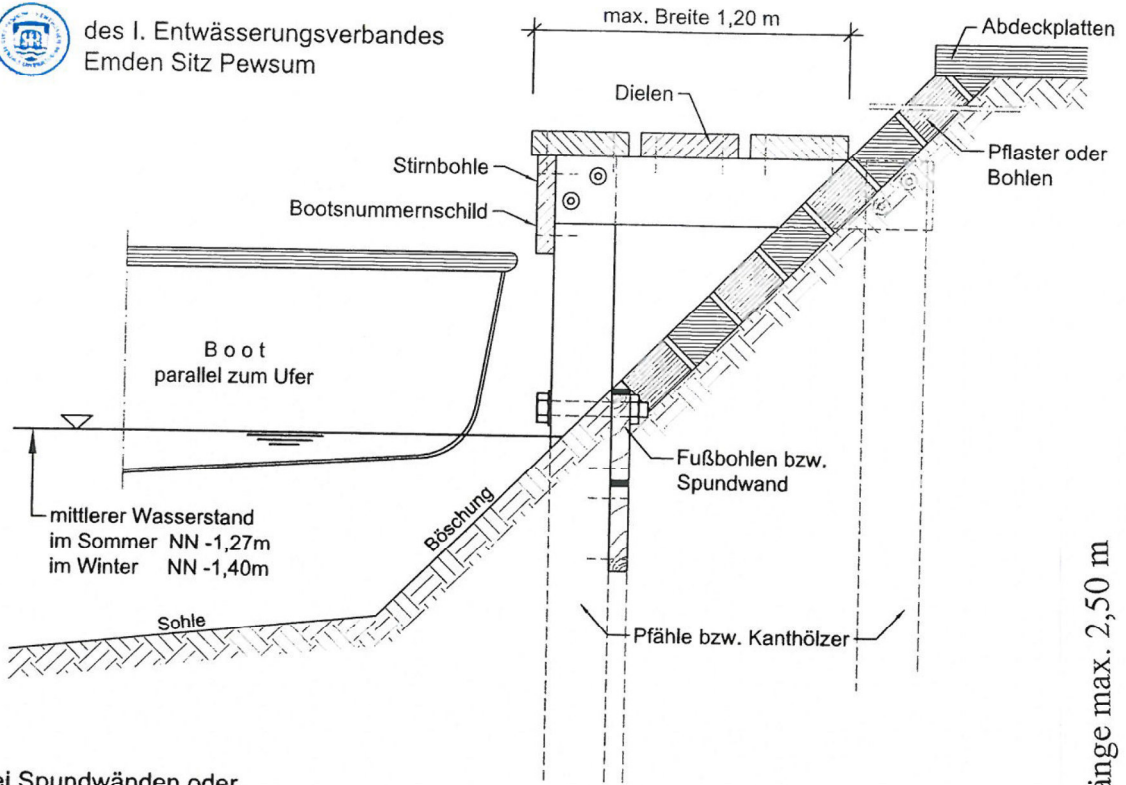 des I. Entwässerungsverbandes
Emden Sitz Pewsum
max. Breite 1,20 m
Abdeckplatten
Dielen
Stirnbohle
Pflaster oder
Bohlen
Bootsnummernschild
Boot
parallel zum Ufer
Fußbohlen bzw.
Spundwand
mittlerer Wasserstand
im Sommer NN -1,27m
im Winter NN -1,40m
Böschung
Sohle
Pfähle bzw. Kanthölzer
änge max. 2,50 m
ei Spundwänden oder